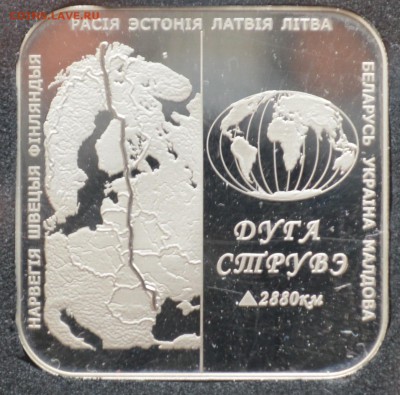 РАСІЯ ЭСТОНІЯ ЛАТВІЯ ЛІТВА
НАРВЕГІЯ ШВЕЦЫЯ ФІНЛЯНДЫЯ
БЕЛАРУСЬ УКРАІНА МАЛДОВА
ДУГА
СТРУВЭ
2880км